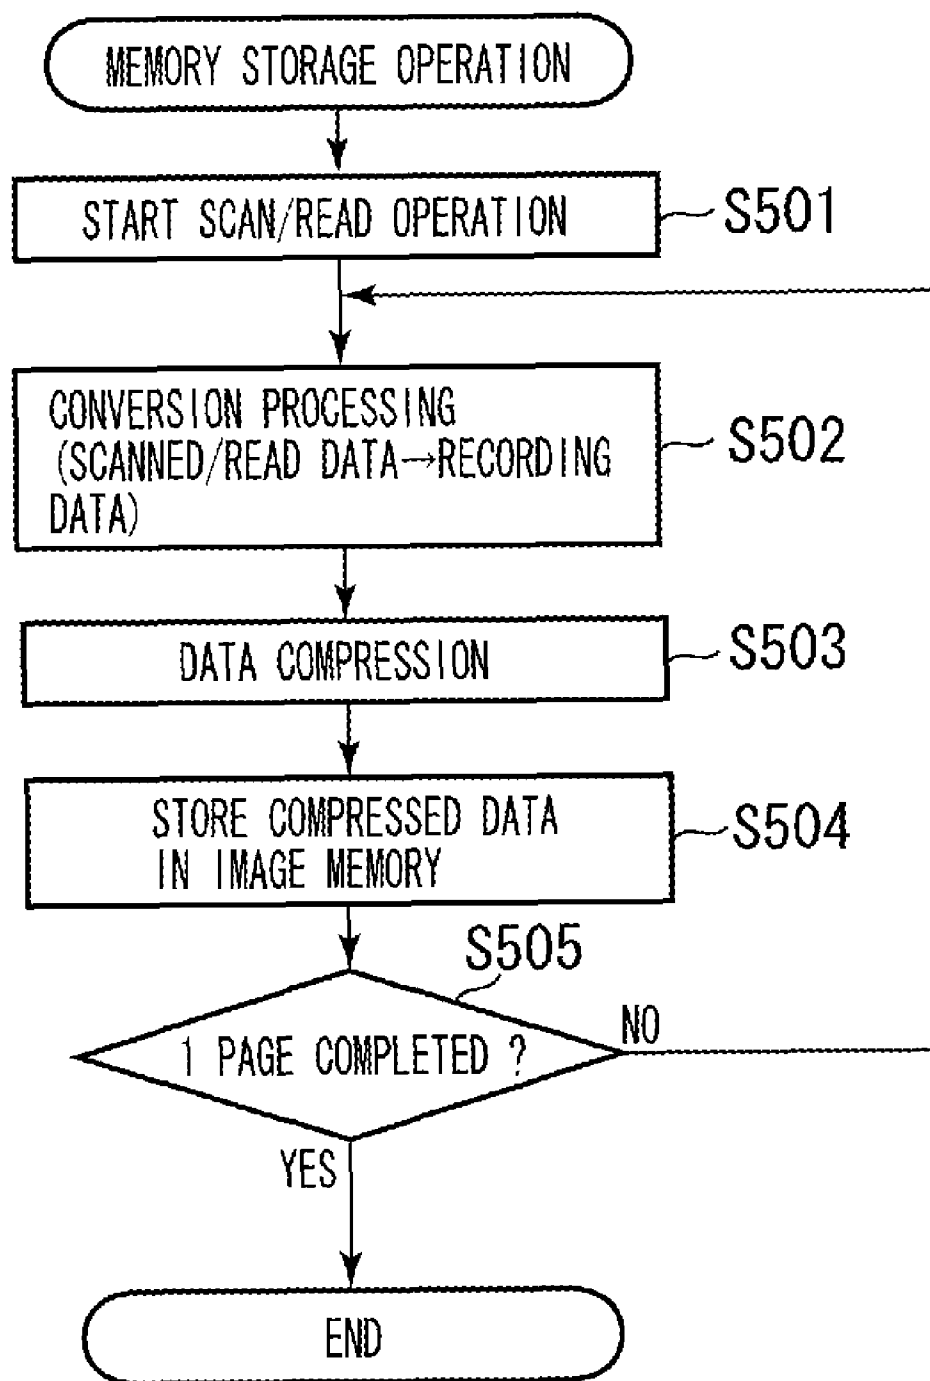 MEMORY STORAGE OPERATION
START SCAN/READ OPERATION
S501
CONVERSION PROCESSING
(SCANNED/READ DATA→RECORDING
DATA)
S502
DATA COMPRESSION
S503
STORE COMPRESSED DATA
IN IMAGE MEMORY
S504
S505
1 PAGE COMPLETED ?
NO
YES
END